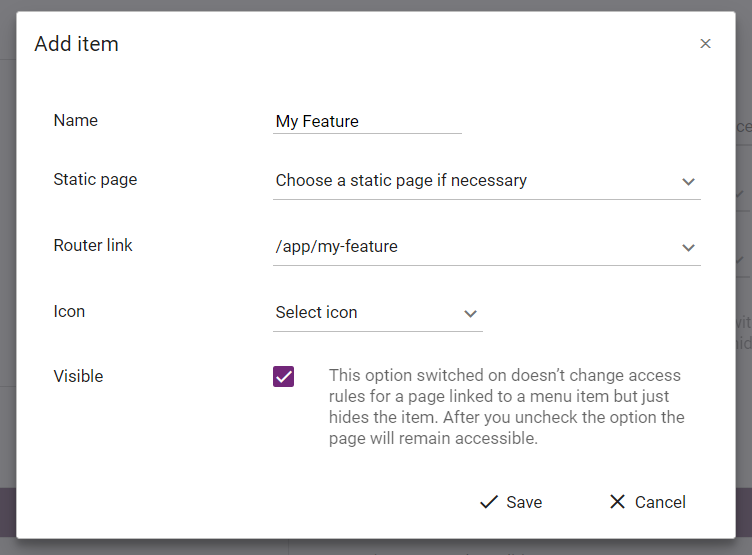 Add item
Name
My Feature
Static page
Choose a static page if necessary
Router link
/app/my-feature
Icon
Select icon
Visible
This option switched on doesn’t change access
rules for a page linked to a menu item but just
hides the item. After you uncheck the option the
page will remain accessible.
Save
Cancel